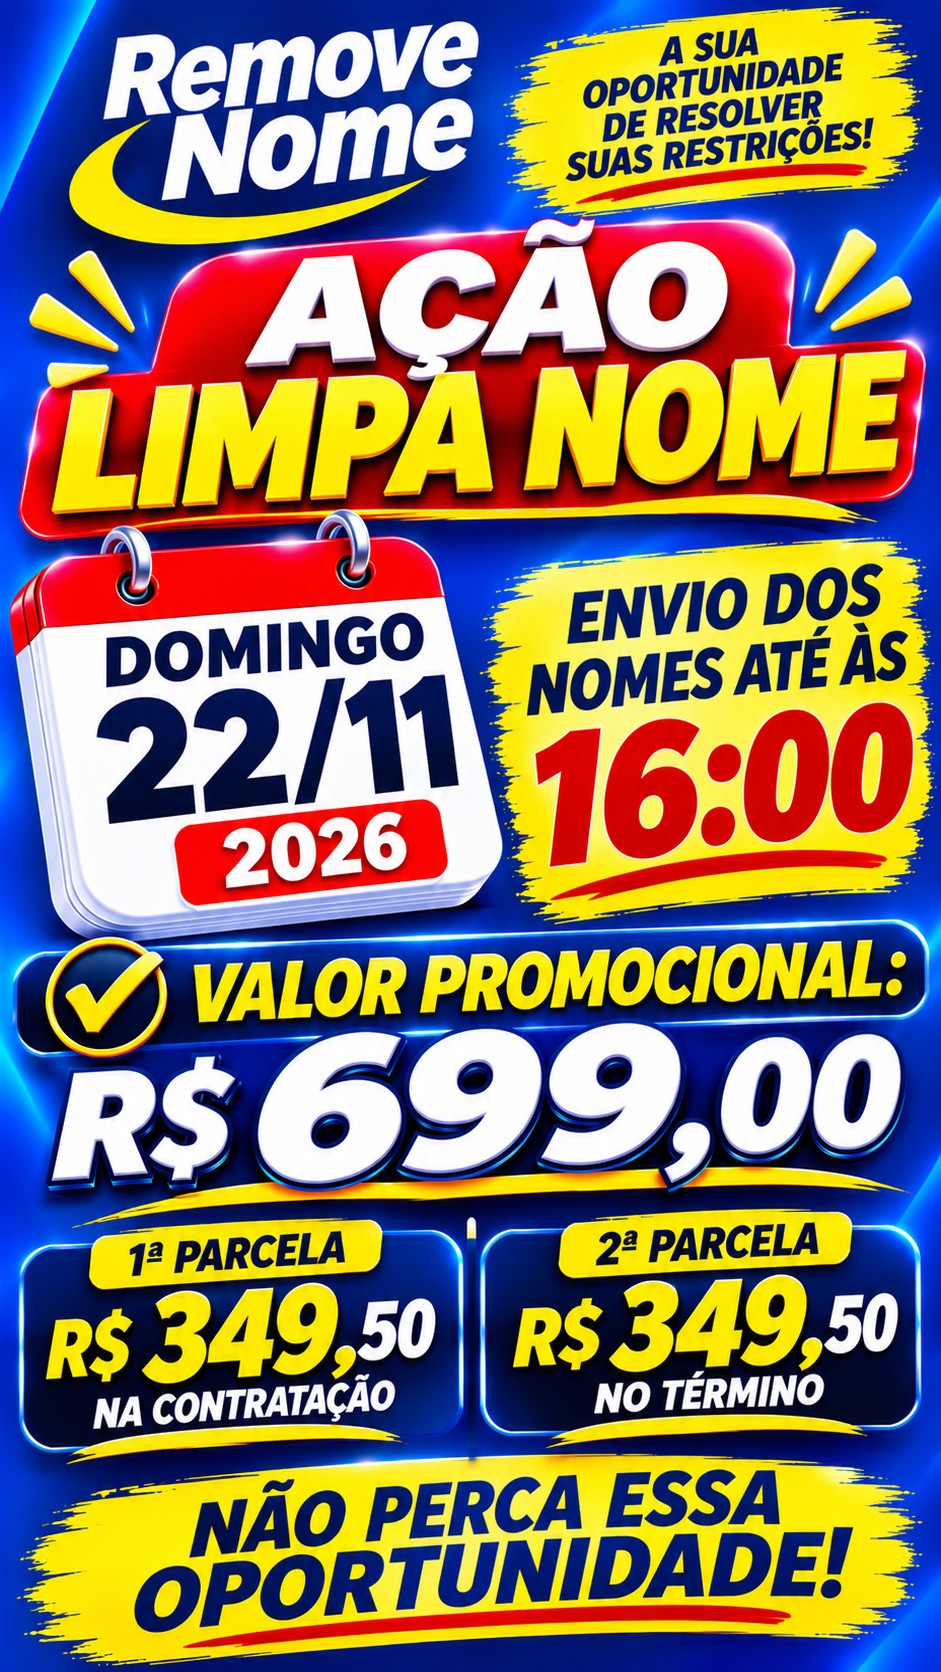 Remove
Nome
A SUA
OPORTUNIDADE
DE RESOLVER
SUAS RESTRIÇÕES!
AÇÃO
LIMPA NOME
DOMINGO
22/11
2026
ENVIO DOS
NOMES ATÉ ÀS
16:00
VALOR PROMOCIONAL:
R$ 699,00
1ª PARCELA
R$ 349,50
NA CONTRATAÇÃO
2ª PARCELA
R$ 349,50
NO TÉRMINO
NÃO PERCA ESSA
OPORTUNIDADE!